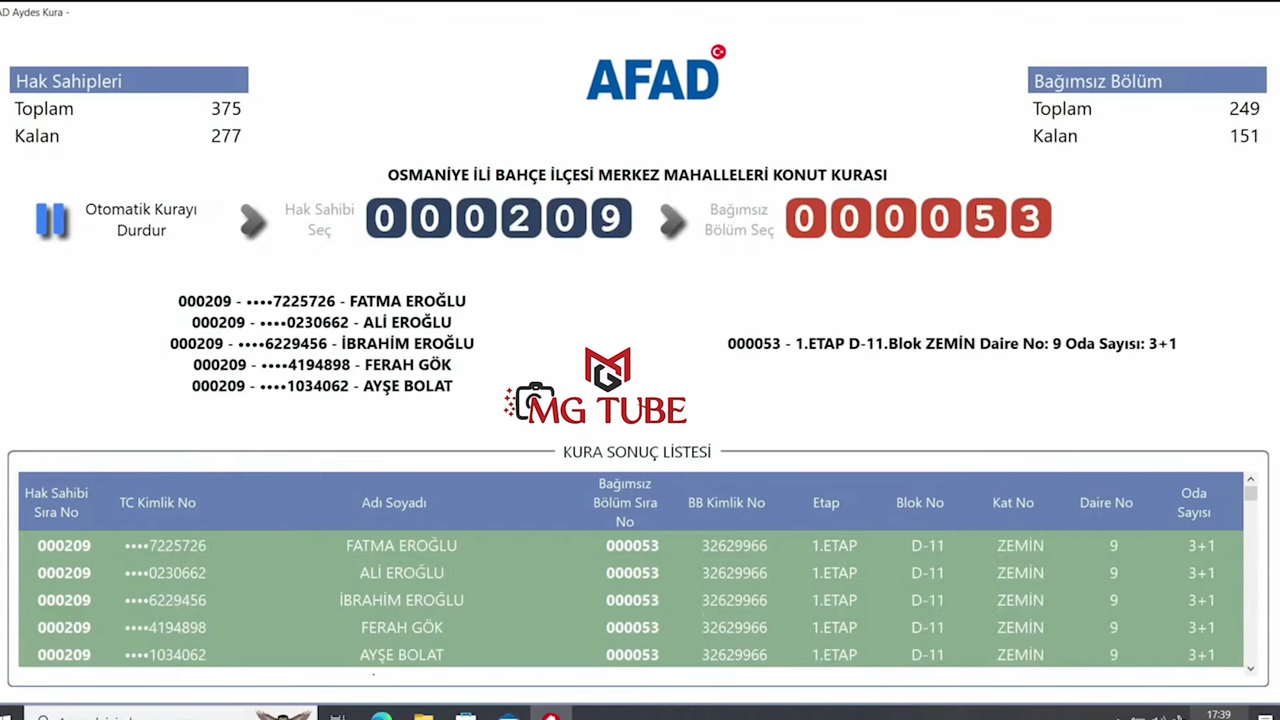 AD Aydes Kura -
Hak Sahipleri
Toplam 375
Kalan 277
AFAD
Bağımsız Bölüm
Toplam 249
Kalan 151
OSMANİYE İLİ BAHÇE İLÇESİ MERKEZ MAHALLELERİ KONUT KURASI
Otomatik Kurayı
Durdur
Hak Sahibi
Seç
000209
Bağımsız
Bölüm Seç
000053
000209 - ••••7225726 - FATMA EROĞLU
000209 - ••••0230662 - ALİ EROĞLU
000209 - ••••6229456 - İBRAHİM EROĞLU
000209 - ••••4194898 - FERAH GÖK
000209 - ••••1034062 - AYŞE BOLAT
000053 - 1.ETAP D-11.Blok ZEMİN Daire No: 9 Oda Sayısı: 3+1
MG
MG TUBE
KURA SONUÇ LİSTESİ
Hak Sahibi Sıra No TC Kimlik No Adı Soyadı Bağımsız Bölüm Sıra No BB Kimlik No Etap Blok No Kat No Daire No Oda Sayısı
000209 ••••7225726 FATMA EROĞLU 000053 32629966 1.ETAP D-11 ZEMİN 9 3+1
000209 ••••0230662 ALİ EROĞLU 000053 32629966 1.ETAP D-11 ZEMİN 9 3+1
000209 ••••6229456 İBRAHİM EROĞLU 000053 32629966 1.ETAP D-11 ZEMİN 9 3+1
000209 ••••4194898 FERAH GÖK 000053 32629966 1.ETAP D-11 ZEMİN 9 3+1
000209 ••••1034062 AYŞE BOLAT 000053 32629966 1.ETAP D-11 ZEMİN 9 3+1
17:39